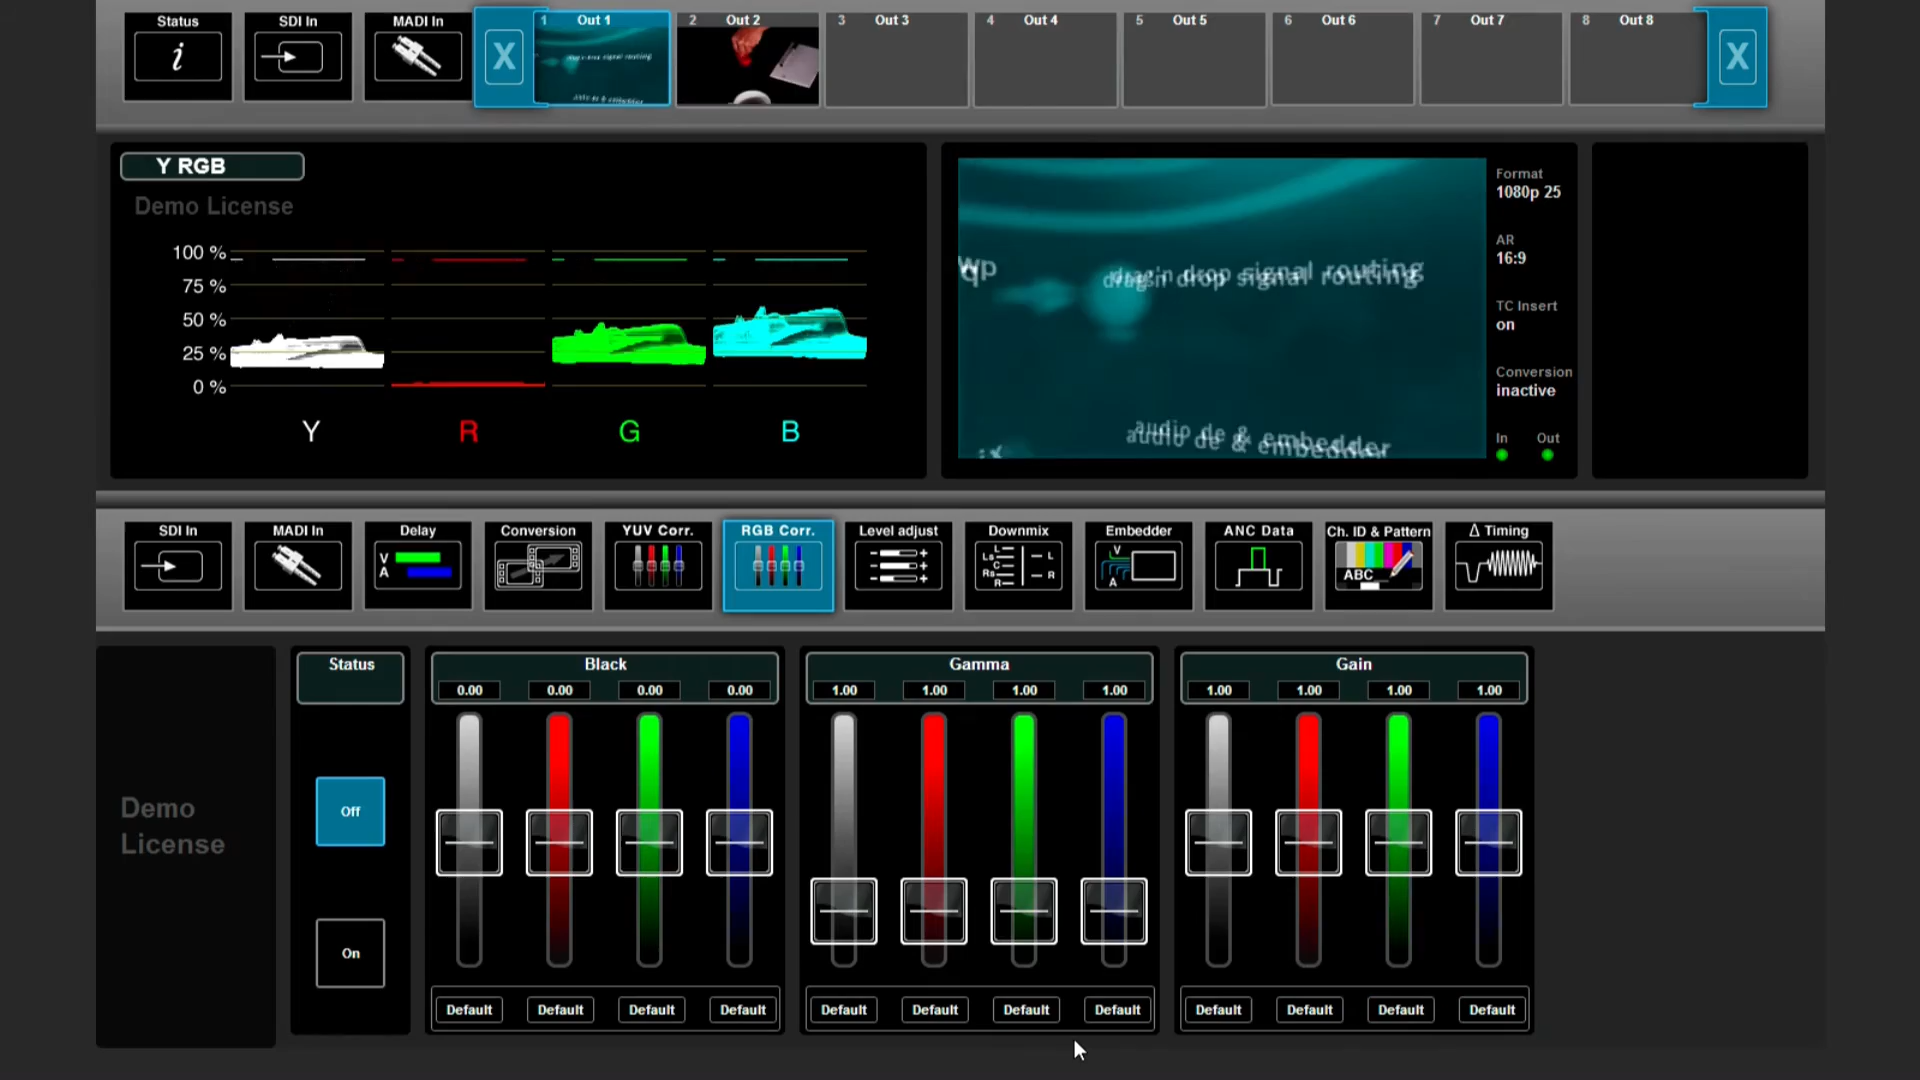 Status
SDI In
MADI In
X
1 Out 1
2 Out 2
3 Out 3
4 Out 4
5 Out 5
6 Out 6
7 Out 7
8 Out 8
X
Y RGB
Demo License
100 %
75 %
50 %
25 %
0 %
Y R G B
drag'n drop signal routing
audio de & embedder
Format
1080p 25
AR
16:9
TC Insert
on
Conversion
inactive
In Out
SDI In
MADI In
Delay
V
A
Conversion
YUV Corr.
RGB Corr.
Level adjust
Downmix
L
Ls
C
Rs
R
L
R
Embedder
V
A
ANC Data
Ch. ID & Pattern
ABC
Δ Timing
Demo
License
Status
Off
On
Black
0.00 0.00 0.00 0.00
Default Default Default Default
Gamma
1.00 1.00 1.00 1.00
Default Default Default Default
Gain
1.00 1.00 1.00 1.00
Default Default Default Default